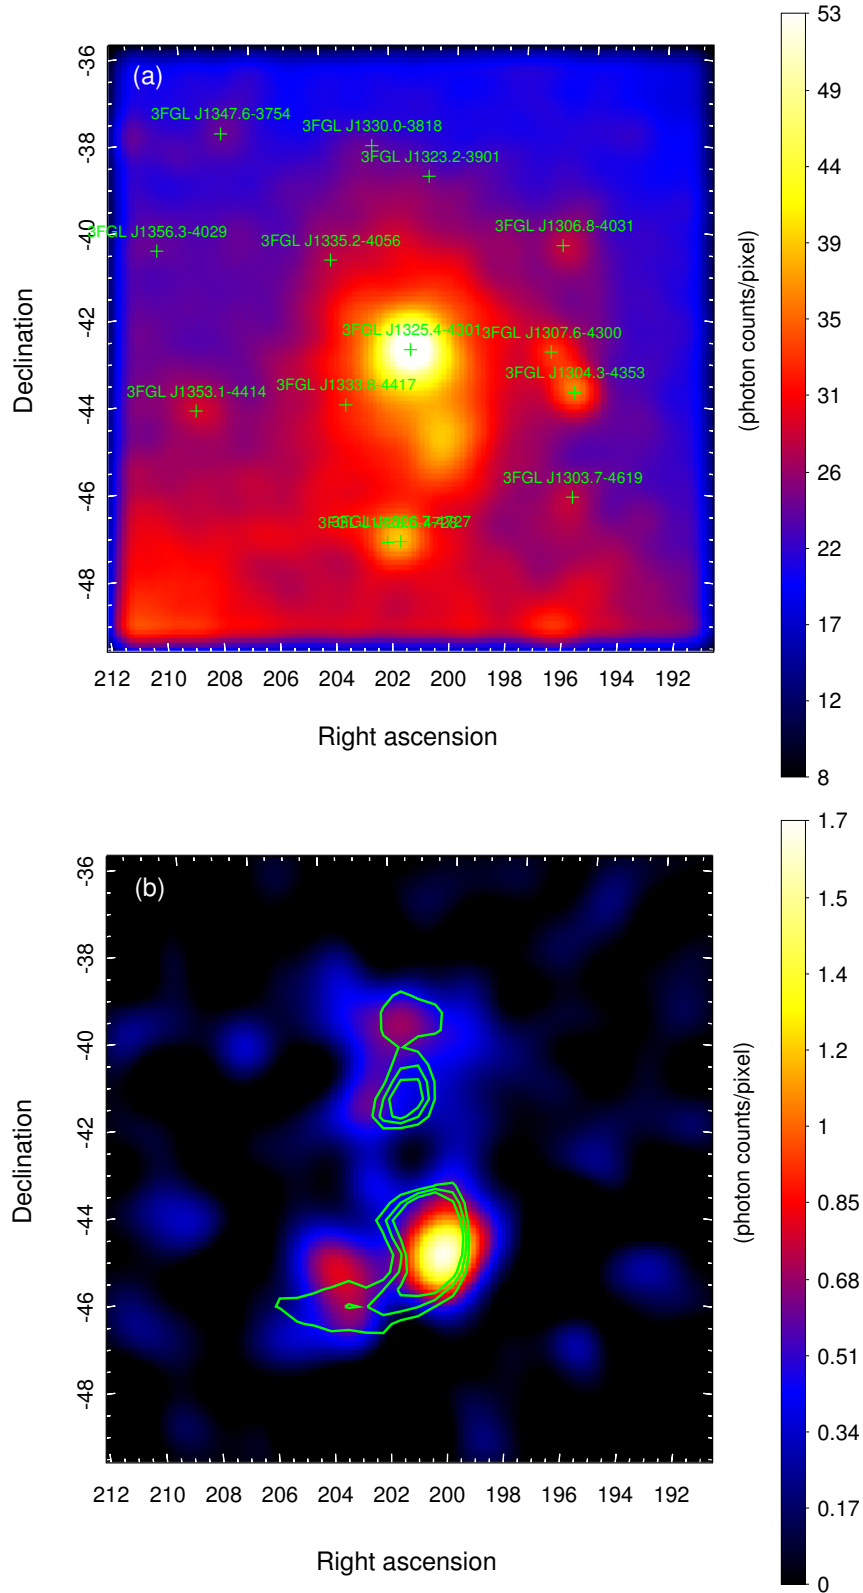 (a)
3FGL J1347.6-3754
3FGL J1330.0-3818
3FGL J1323.2-3901
3FGL J1356.3-4029
3FGL J1335.2-4056
3FGL J1306.8-4031
3FGL J1325.4-4301
3FGL J1307.6-4300
3FGL J1304.3-4353
3FGL J1333.8-4417
3FGL J1353.1-4414
3FGL J1303.7-4619
-36
-38
-40
-42
-44
-46
-48
Declination
212 210 208 206 204 202 200 198 196 194 192
Right ascension
53
49
44
39
35
31
26
22
17
12
8
(photon counts/pixel)
(b)
-36
-38
-40
-42
-44
-46
-48
Declination
212 210 208 206 204 202 200 198 196 194 192
Right ascension
1.7
1.5
1.4
1.2
1
0.85
0.68
0.51
0.34
0.17
0
(photon counts/pixel)